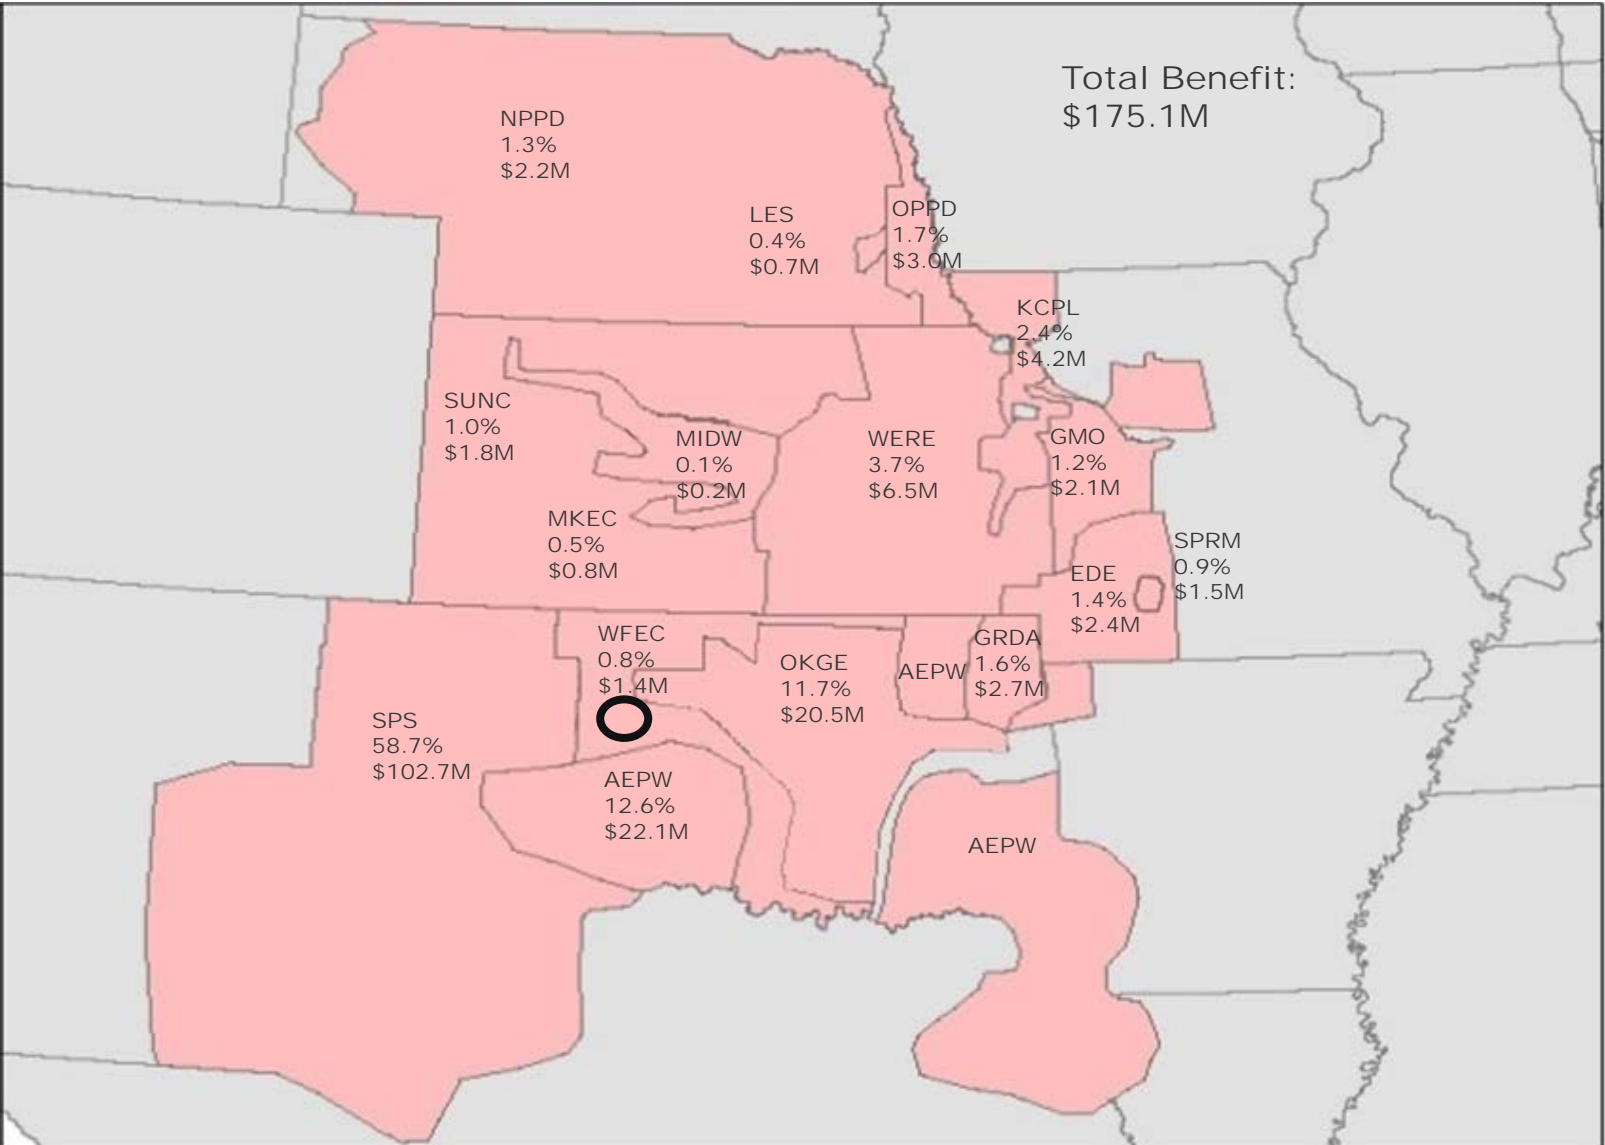 Total Benefit:
$175.1M
NPPD
1.3%
$2.2M
LES
0.4%
$0.7M
OPPD
1.7%
$3.0M
KCPL
2.4%
$4.2M
SUNC
1.0%
$1.8M
MIDW
0.1%
$0.2M
WERE
3.7%
$6.5M
GMO
1.2%
$2.1M
MKEC
0.5%
$0.8M
SPRM
0.9%
$1.5M
EDE
1.4%
$2.4M
WFEC
0.8%
$1.4M
OKGE
11.7%
$20.5M
AEPW
GRDA
1.6%
$2.7M
SPS
58.7%
$102.7M
AEPW
12.6%
$22.1M
AEPW